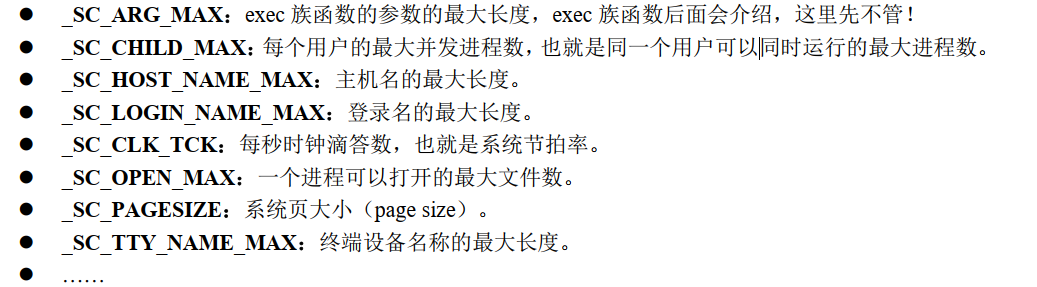 ● _SC_ARG_MAX：exec 族函数的参数的最大长度，exec 族函数后面会介绍，这里先不管！
● _SC_CHILD_MAX：每个用户的最大并发进程数，也就是同一个用户可以同时运行的最大进程数。
● _SC_HOST_NAME_MAX：主机名的最大长度。
● _SC_LOGIN_NAME_MAX：登录名的最大长度。
● _SC_CLK_TCK：每秒时钟滴答数，也就是系统节拍率。
● _SC_OPEN_MAX：一个进程可以打开的最大文件数。
● _SC_PAGESIZE：系统页大小（page size）。
● _SC_TTY_NAME_MAX：终端设备名称的最大长度。
● ……